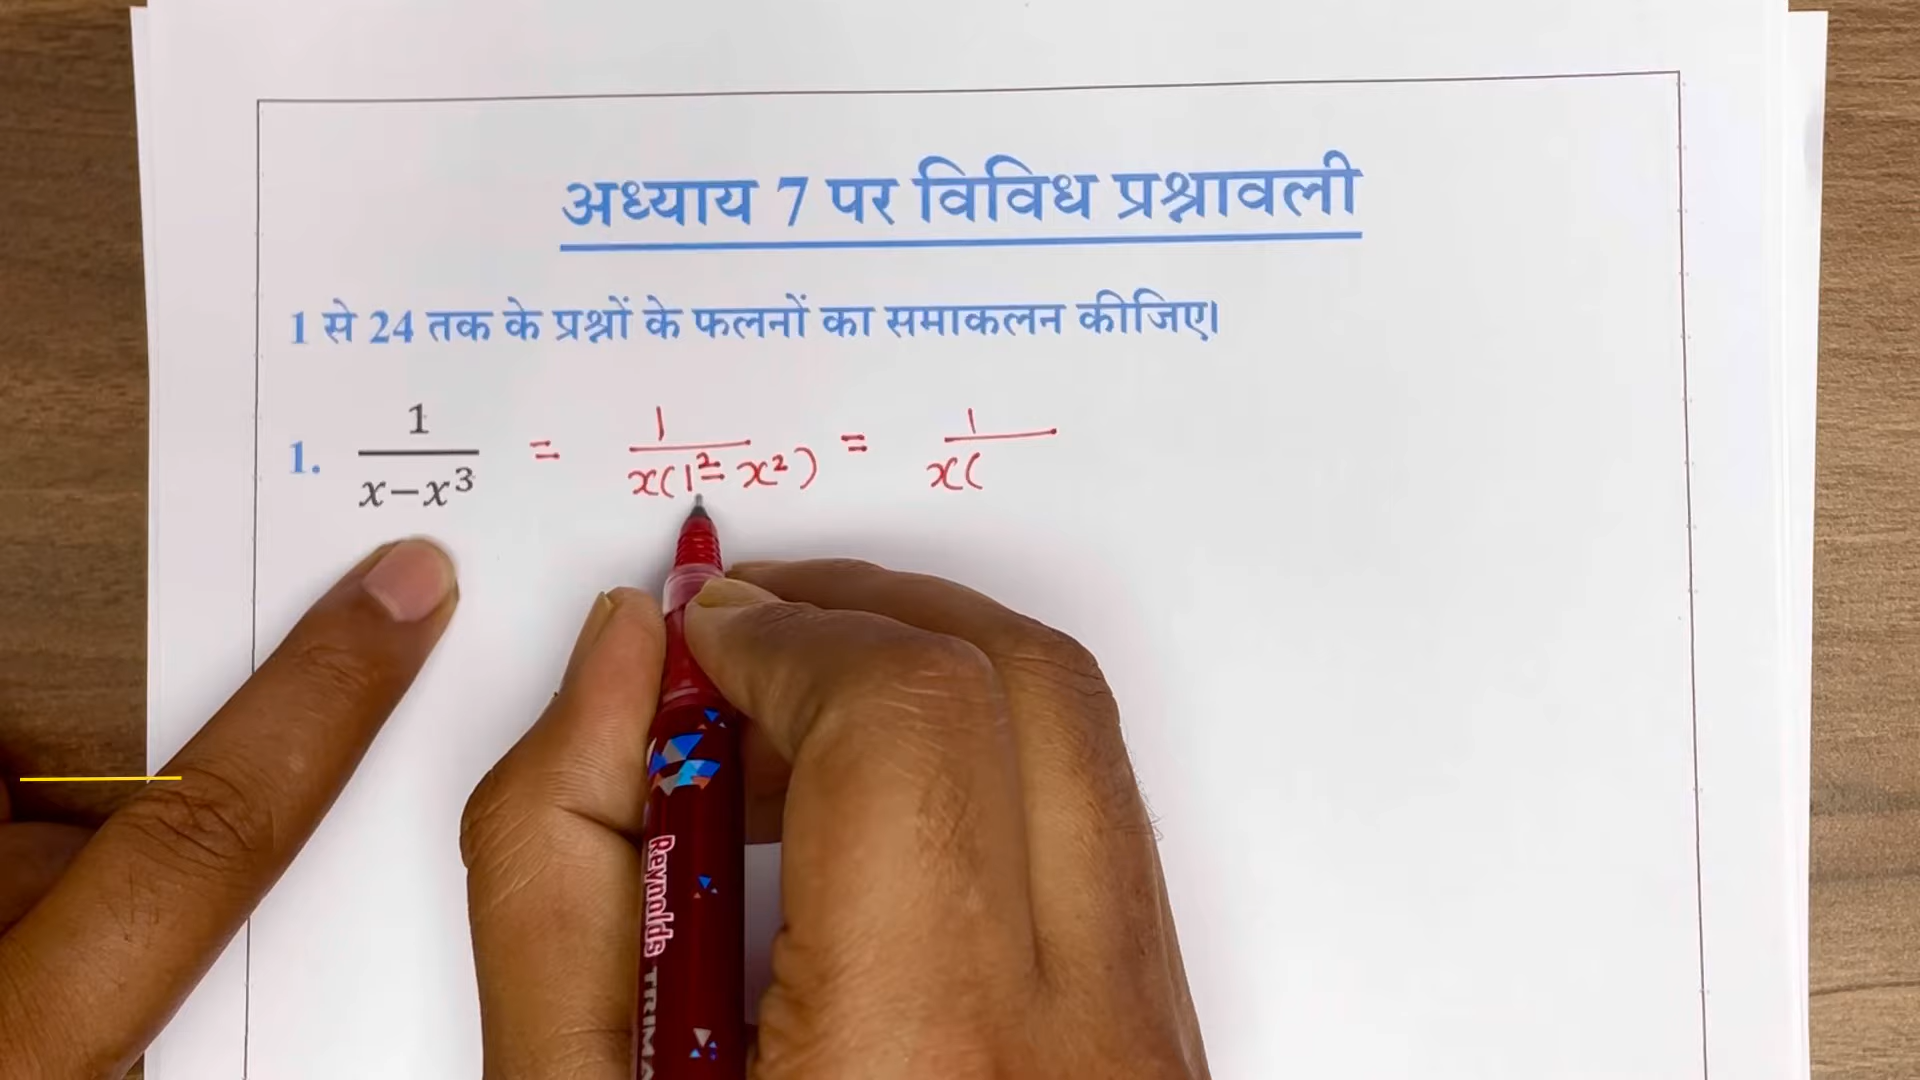 अध्याय 7 पर विविध प्रश्नावली
1 से 24 तक के प्रश्नों के फलनों का समाकलन कीजिए।
1. 1/(x−x³) = 1/(x(1²−x²)) = 1/(x(
Reynolds TRIMA